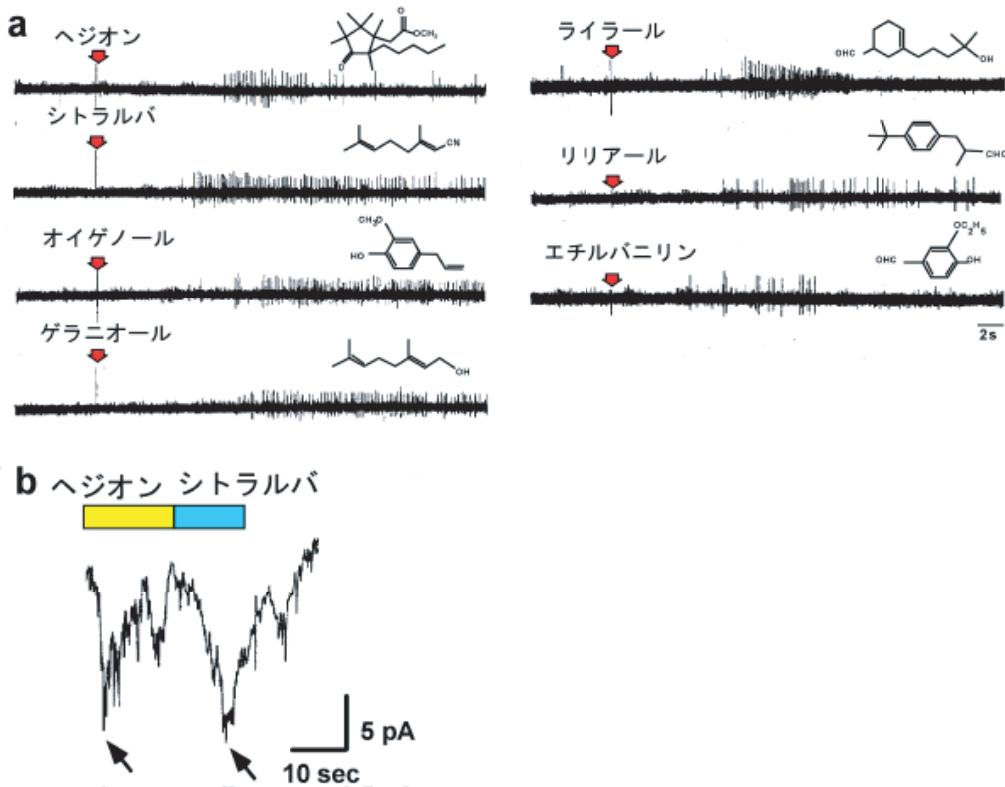 a
ヘジオン
OCH₃
O
O
シトラルバ
CN
オイゲノール
CH₃O
HO
ゲラニオール
OH
ライラール
OHC
OH
リリアール
CHO
エチルバニリン
OC₂H₅
OHC
OH
2s
b ヘジオン シトラルバ
5 pA
10 sec